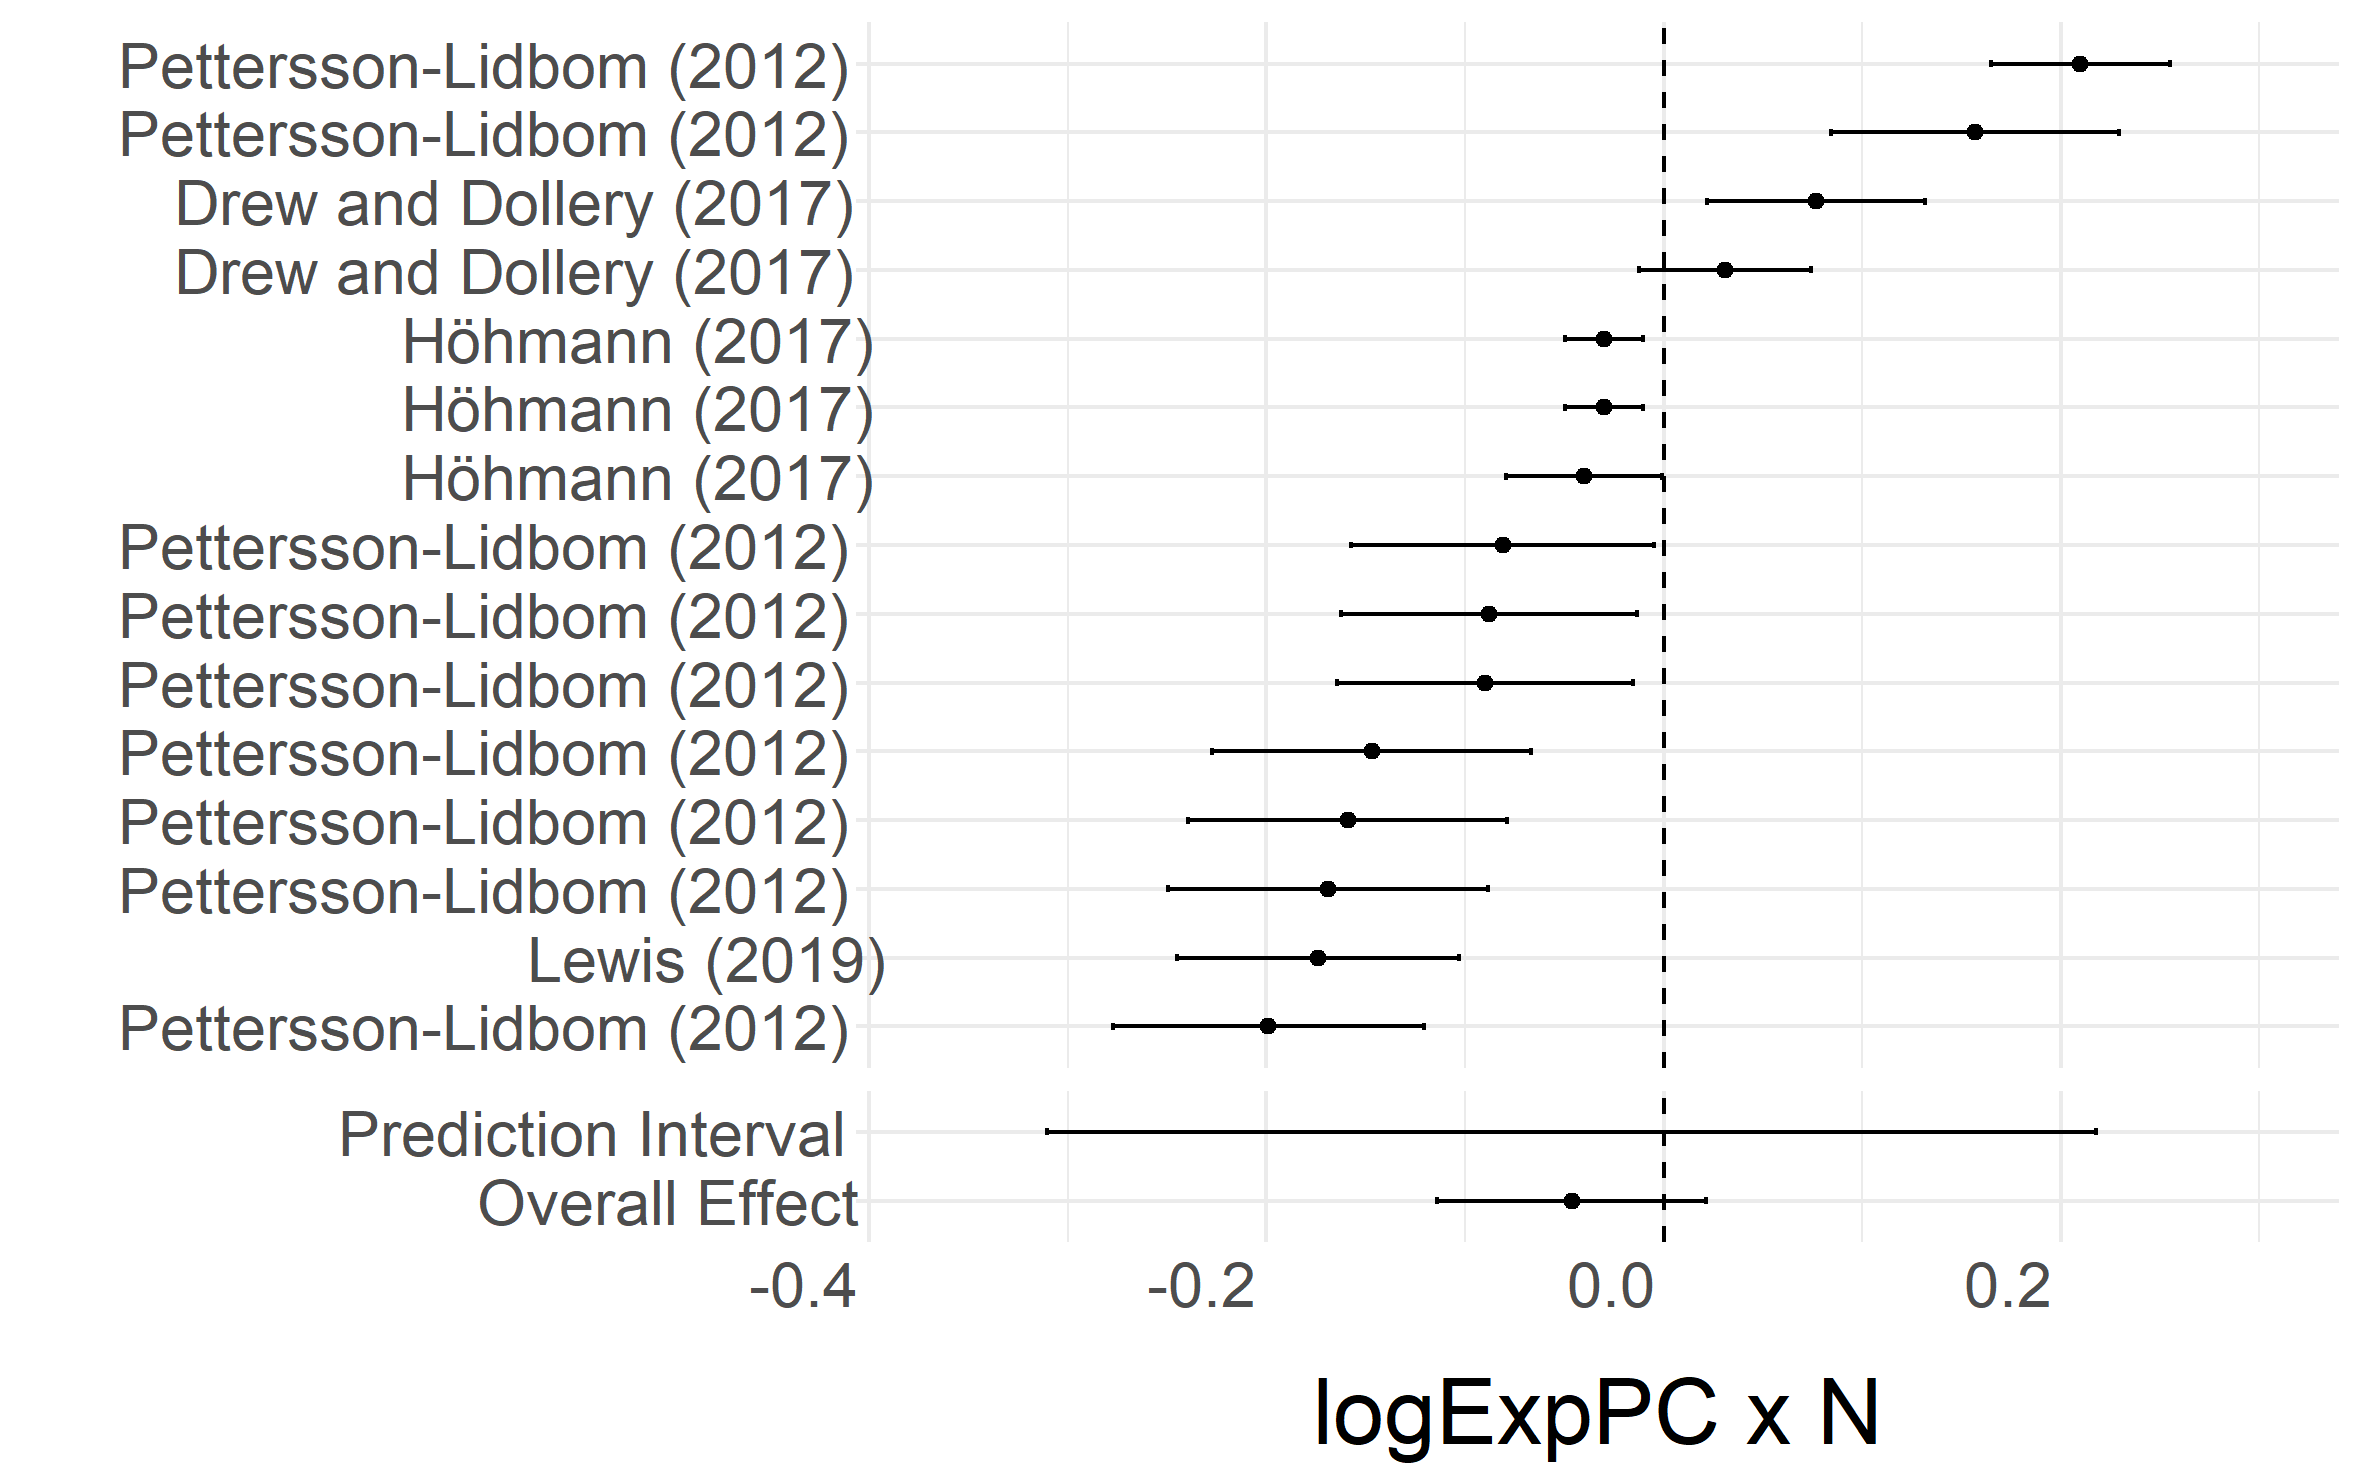 Pettersson-Lidbom (2012)
Pettersson-Lidbom (2012)
Drew and Dollery (2017)
Drew and Dollery (2017)
Höhmann (2017)
Höhmann (2017)
Höhmann (2017)
Pettersson-Lidbom (2012)
Pettersson-Lidbom (2012)
Pettersson-Lidbom (2012)
Pettersson-Lidbom (2012)
Pettersson-Lidbom (2012)
Pettersson-Lidbom (2012)
Lewis (2019)
Pettersson-Lidbom (2012)
Prediction Interval
Overall Effect
-0.4 -0.2 0.0 0.2
logExpPC x N